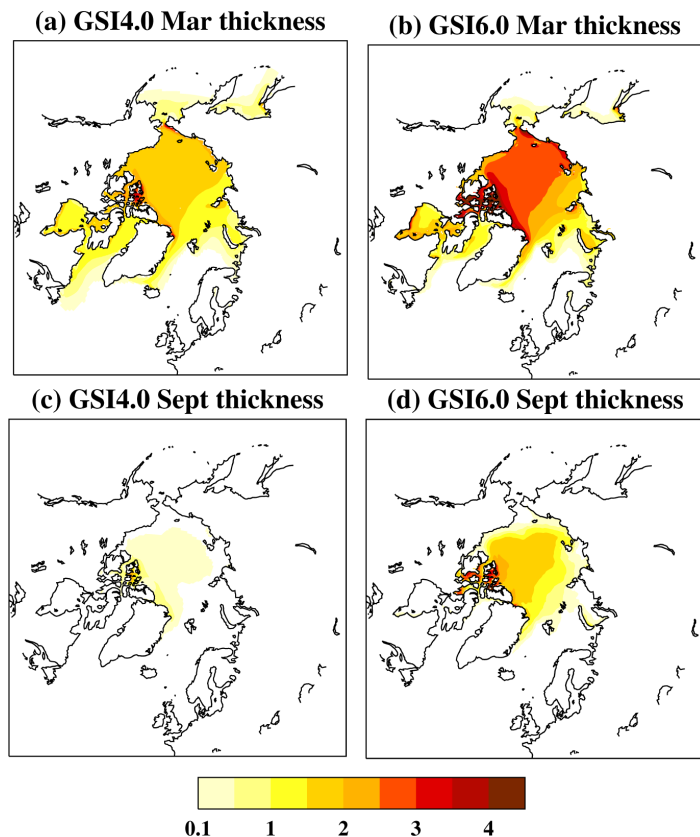 (a) GSI4.0 Mar thickness
(b) GSI6.0 Mar thickness
(c) GSI4.0 Sept thickness
(d) GSI6.0 Sept thickness
0.1 1 2 3 4